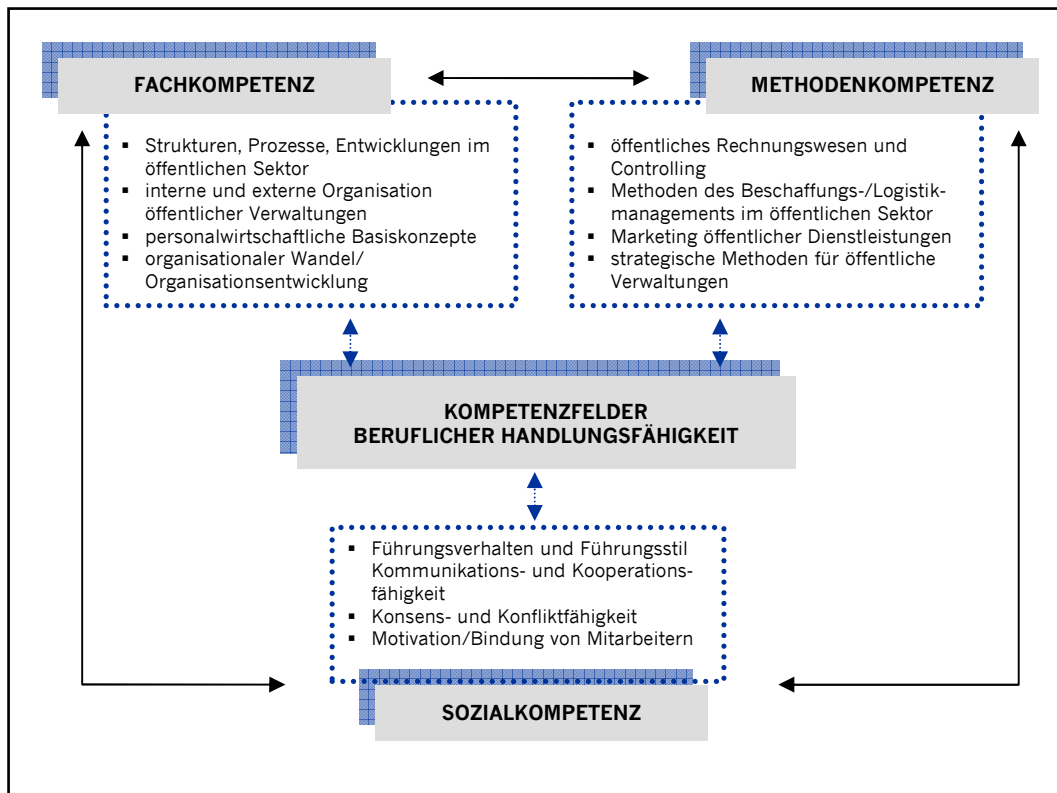 FACHKOMPETENZ
▪ Strukturen, Prozesse, Entwicklungen im
öffentlichen Sektor
▪ interne und externe Organisation
öffentlicher Verwaltungen
▪ personalwirtschaftliche Basiskonzepte
▪ organisationaler Wandel/
Organisationsentwicklung
METHODENKOMPETENZ
▪ öffentliches Rechnungswesen und
Controlling
▪ Methoden des Beschaffungs-/Logistik-
managements im öffentlichen Sektor
▪ Marketing öffentlicher Dienstleistungen
▪ strategische Methoden für öffentliche
Verwaltungen
KOMPETENZFELDER
BERUFLICHER HANDLUNGSFÄHIGKEIT
▪ Führungsverhalten und Führungsstil
Kommunikations- und Kooperations-
fähigkeit
▪ Konsens- und Konfliktfähigkeit
▪ Motivation/Bindung von Mitarbeitern
SOZIALKOMPETENZ